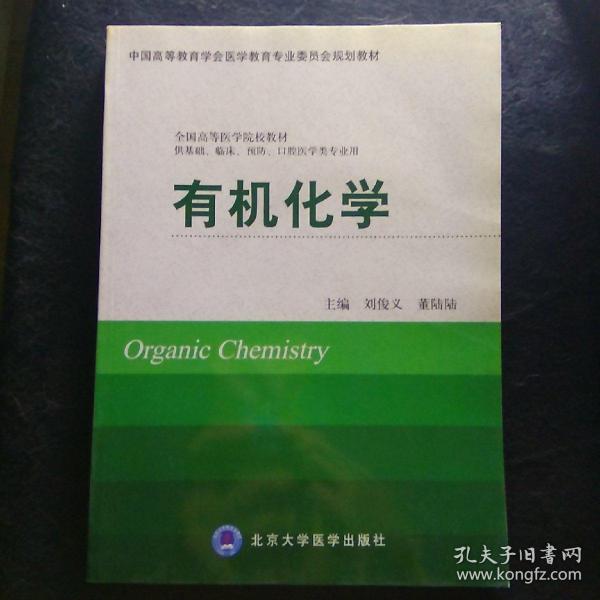 中国高等教育学会医学教育专业委员会规划教材
全国高等医学院校教材
供基础、临床、预防、口腔医学类专业用
有机化学
主编 刘俊义 董陆陆
Organic Chemistry
北京大学医学出版社
孔夫子旧书网
www.kongfz.com